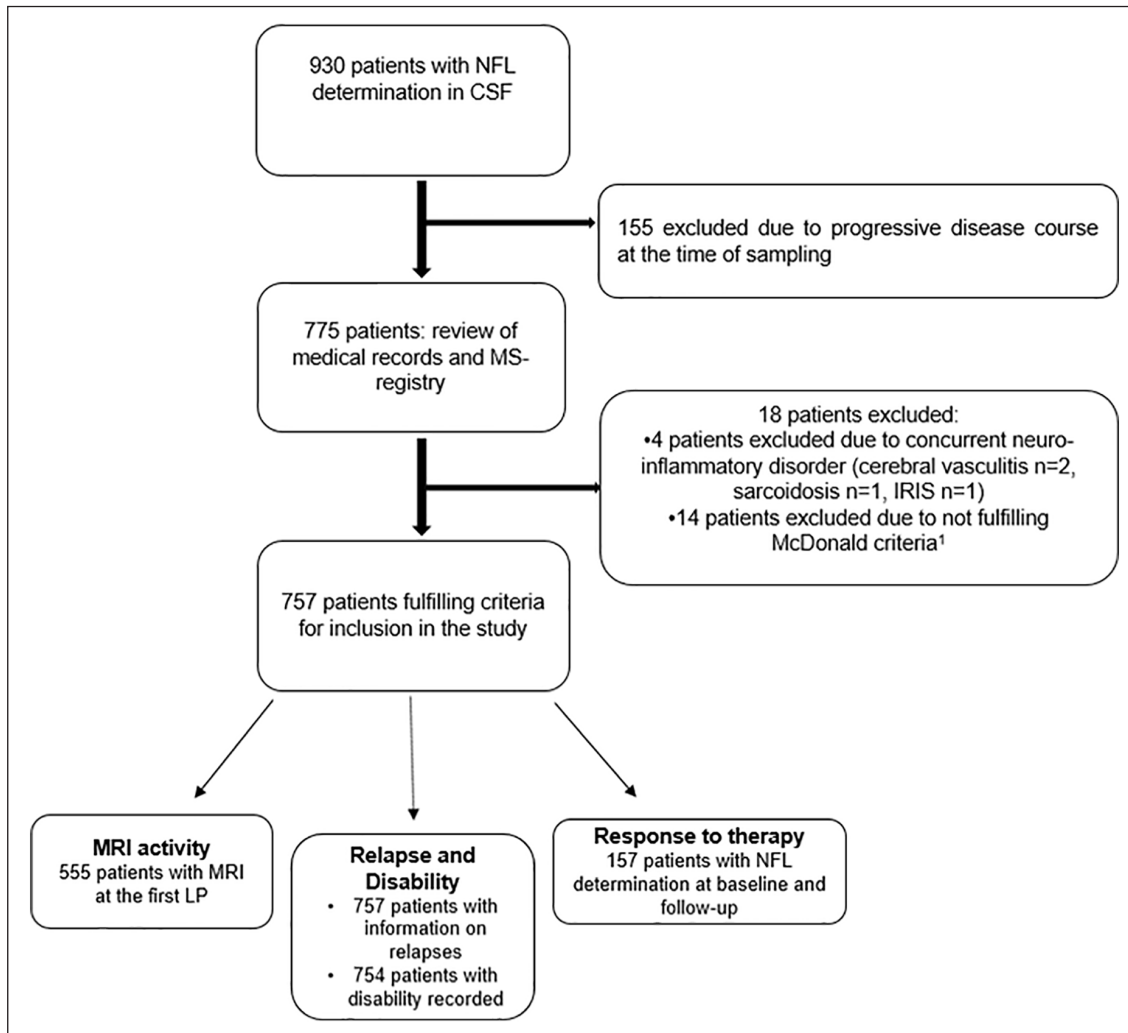 930 patients with NFL
determination in CSF
155 excluded due to progressive disease course
at the time of sampling
775 patients: review of
medical records and MS-
registry
18 patients excluded:
•4 patients excluded due to concurrent neuro-
inflammatory disorder (cerebral vasculitis n=2,
sarcoidosis n=1, IRIS n=1)
•14 patients excluded due to not fulfilling
McDonald criteria¹
757 patients fulfilling criteria
for inclusion in the study
MRI activity
555 patients with MRI
at the first LP
Relapse and
Disability
• 757 patients with
information on
relapses
• 754 patients with
disability recorded
Response to therapy
157 patients with NFL
determination at baseline and
follow-up